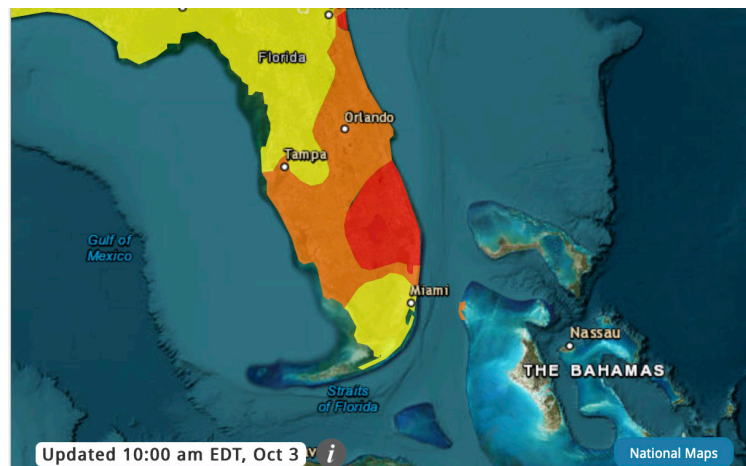 Florida
Orlando
Tampa
Gulf of
Mexico
Miami
Nassau
THE BAHAMAS
Straits
of Florida
Updated 10:00 am EDT, Oct 3
i
National Maps